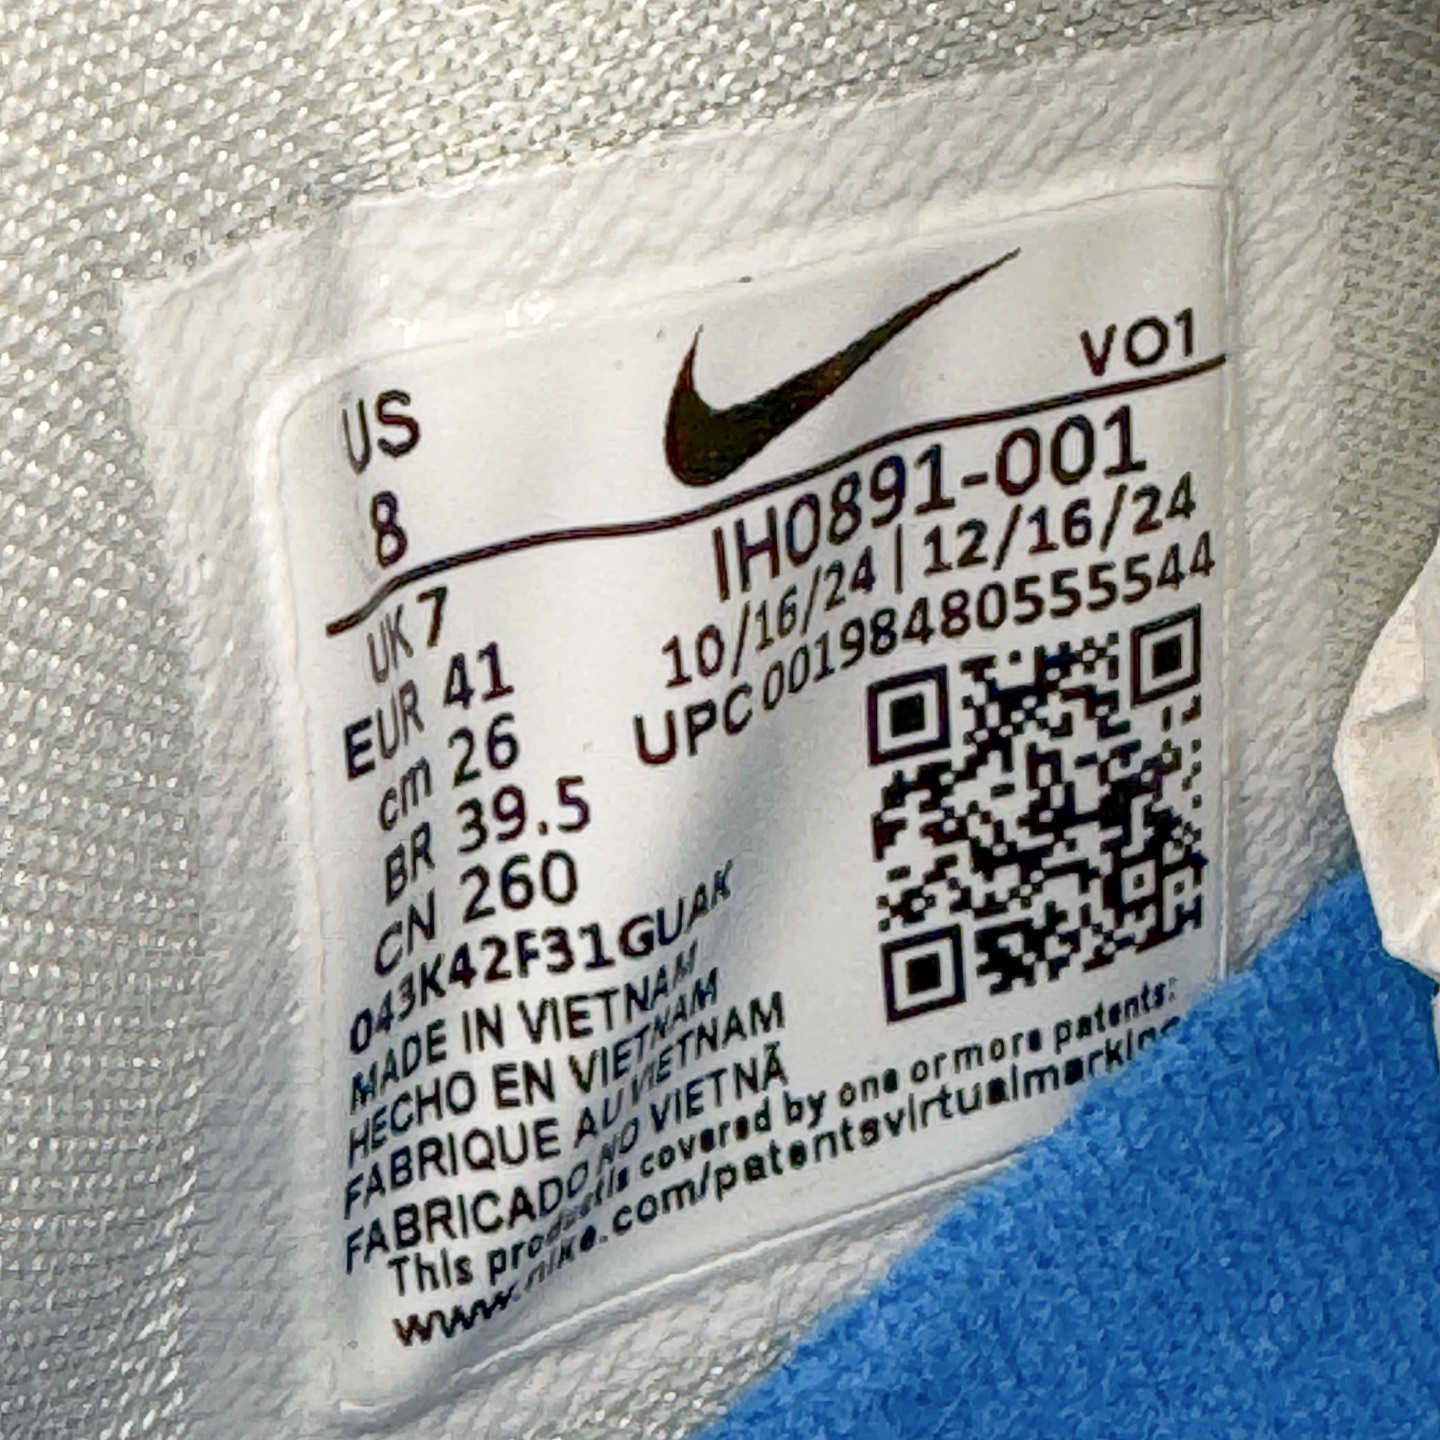 US
8
VO1
UK 7
EUR 41
cm 26
BR 39.5
CN 260
IH0891-001
10/16/24 | 12/16/24
UPC 00198480555544
043K42F31GUAK
MADE IN VIETNAM
HECHO EN VIETNAM
FABRIQUE AU VIETNAM
FABRICADO NO VIETNÃ
This product is covered by one or more patents:
www.nike.com/patentsvirtualmarking